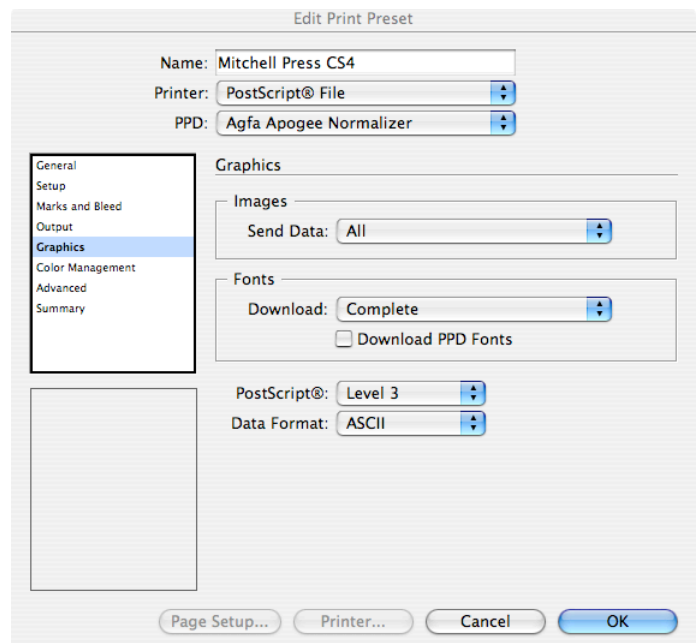 Edit Print Preset
Name: Mitchell Press CS4
Printer: PostScript® File
PPD: Agfa Apogee Normalizer
General
Setup
Marks and Bleed
Output
Graphics
Color Management
Advanced
Summary
Graphics
Images
Send Data: All
Fonts
Download: Complete
Download PPD Fonts
PostScript®: Level 3
Data Format: ASCII
Page Setup... Printer... Cancel OK